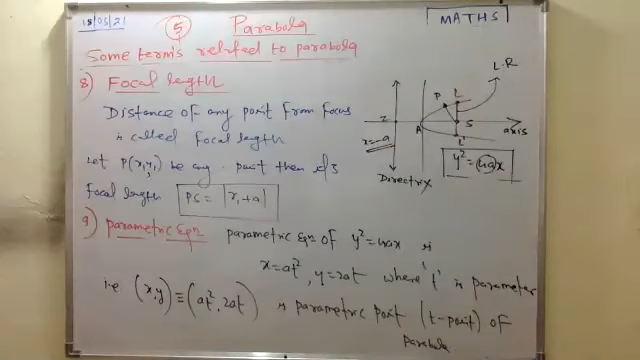 18/05/21
5
Parabola
MATHS
Some terms related to parabola
8) Focal length
Distance of any point from focus
is called Focal length
Let P(x₁y₁) be any point then its
Focal length PS = |x₁+a|
L.R
P
L
Z
A
S
axis
L'
x=-a
y²=4ax
Directrix
9) parametric Eqn parametric Eqn of y²=4ax is
x=at², y=2at where 't' is parameter
i.e. (x,y) ≡ (at², 2at) is parametric point (t-point) of
parabola